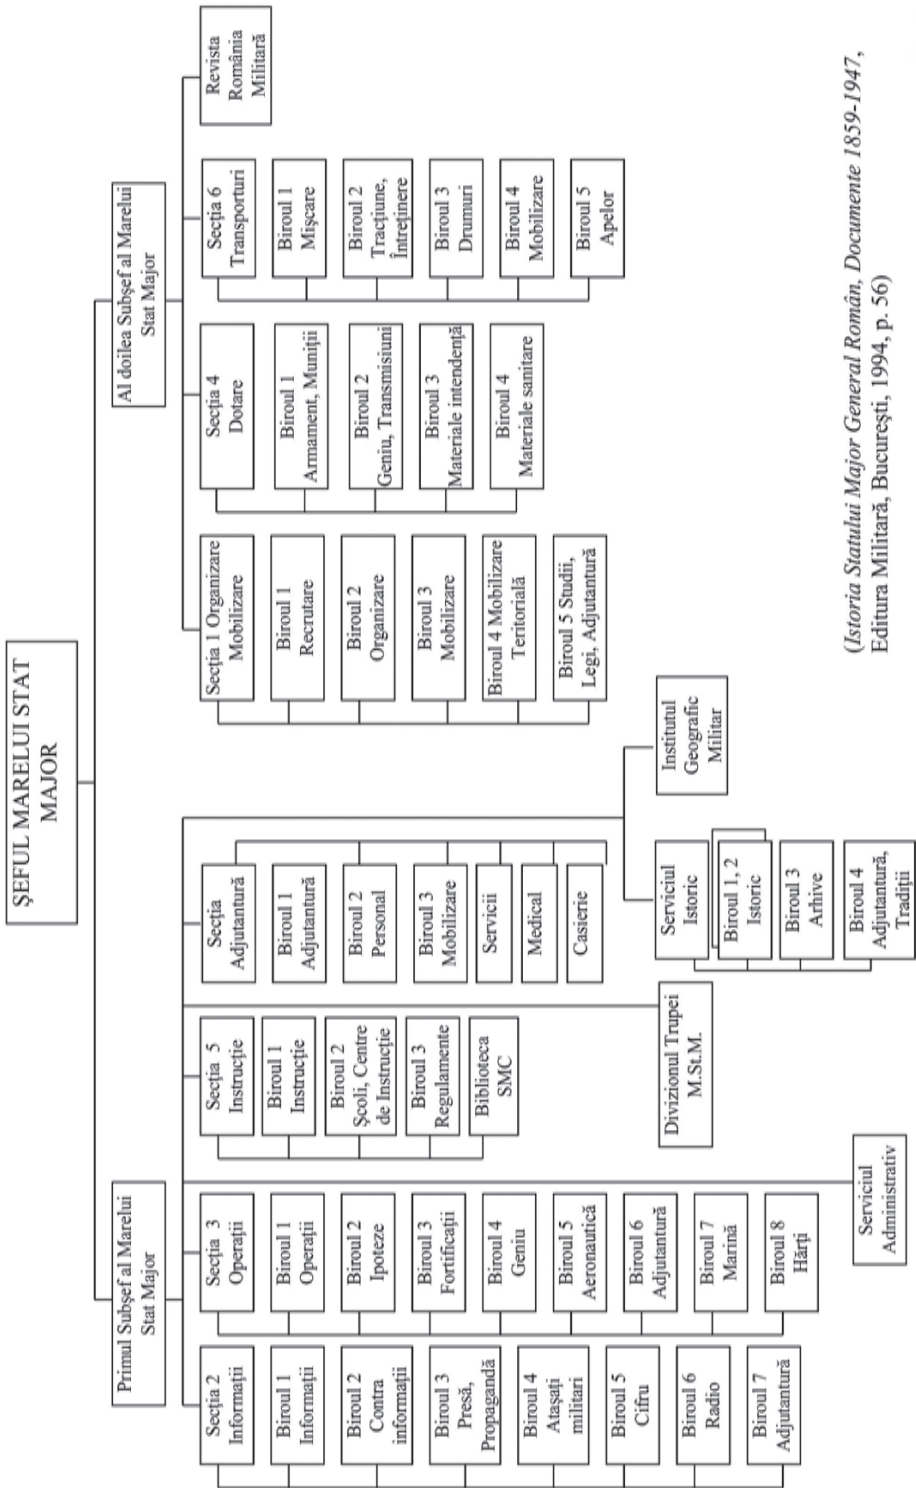 ŞEFUL MARELUI STAT
MAJOR
Primul Subşef al Marelui
Stat Major
Secţia 2
Informaţii
Biroul 1
Informaţii
Biroul 2
Contra
informaţii
Biroul 3
Presă,
Propagandă
Biroul 4
Ataşaţi
militari
Biroul 5
Cifru
Biroul 6
Radio
Biroul 7
Adjutantură
Secţia 3
Operaţii
Biroul 1
Operaţii
Biroul 2
Ipoteze
Biroul 3
Fortificaţii
Biroul 4
Geniu
Biroul 5
Aeronautică
Biroul 6
Adjutantură
Biroul 7
Marină
Biroul 8
Hărţi
Serviciul
Administrativ
Secţia 5
Instrucţie
Biroul 1
Instrucţie
Biroul 2
Şcoli, Centre
de Instrucţie
Biroul 3
Regulamente
Biblioteca
SMC
Divizionul Trupei
M.St.M.
Secţia
Adjutantură
Biroul 1
Adjutantură
Biroul 2
Personal
Biroul 3
Mobilizare
Servicii
Medical
Casierie
Serviciul
Istoric
Biroul 1, 2
Istoric
Biroul 3
Arhive
Biroul 4
Adjutantură,
Tradiţii
Institutul
Geografic
Militar
Al doilea Subşef al Marelui
Stat Major
Secţia 1 Organizare
Mobilizare
Biroul 1
Recrutare
Biroul 2
Organizare
Biroul 3
Mobilizare
Biroul 4 Mobilizare
Teritorială
Biroul 5 Studii,
Legi, Adjutantură
Secţia 4
Dotare
Biroul 1
Armament, Muniţii
Biroul 2
Geniu, Transmisiuni
Biroul 3
Materiale intendenţă
Biroul 4
Materiale sanitare
Secţia 6
Transporturi
Biroul 1
Mişcare
Biroul 2
Tracţiune,
Întreţinere
Biroul 3
Drumuri
Biroul 4
Mobilizare
Biroul 5
Apelor
Revista
România
Militară
(Istoria Statului Major General Român, Documente 1859-1947,
Editura Militară, Bucureşti, 1994, p. 56)